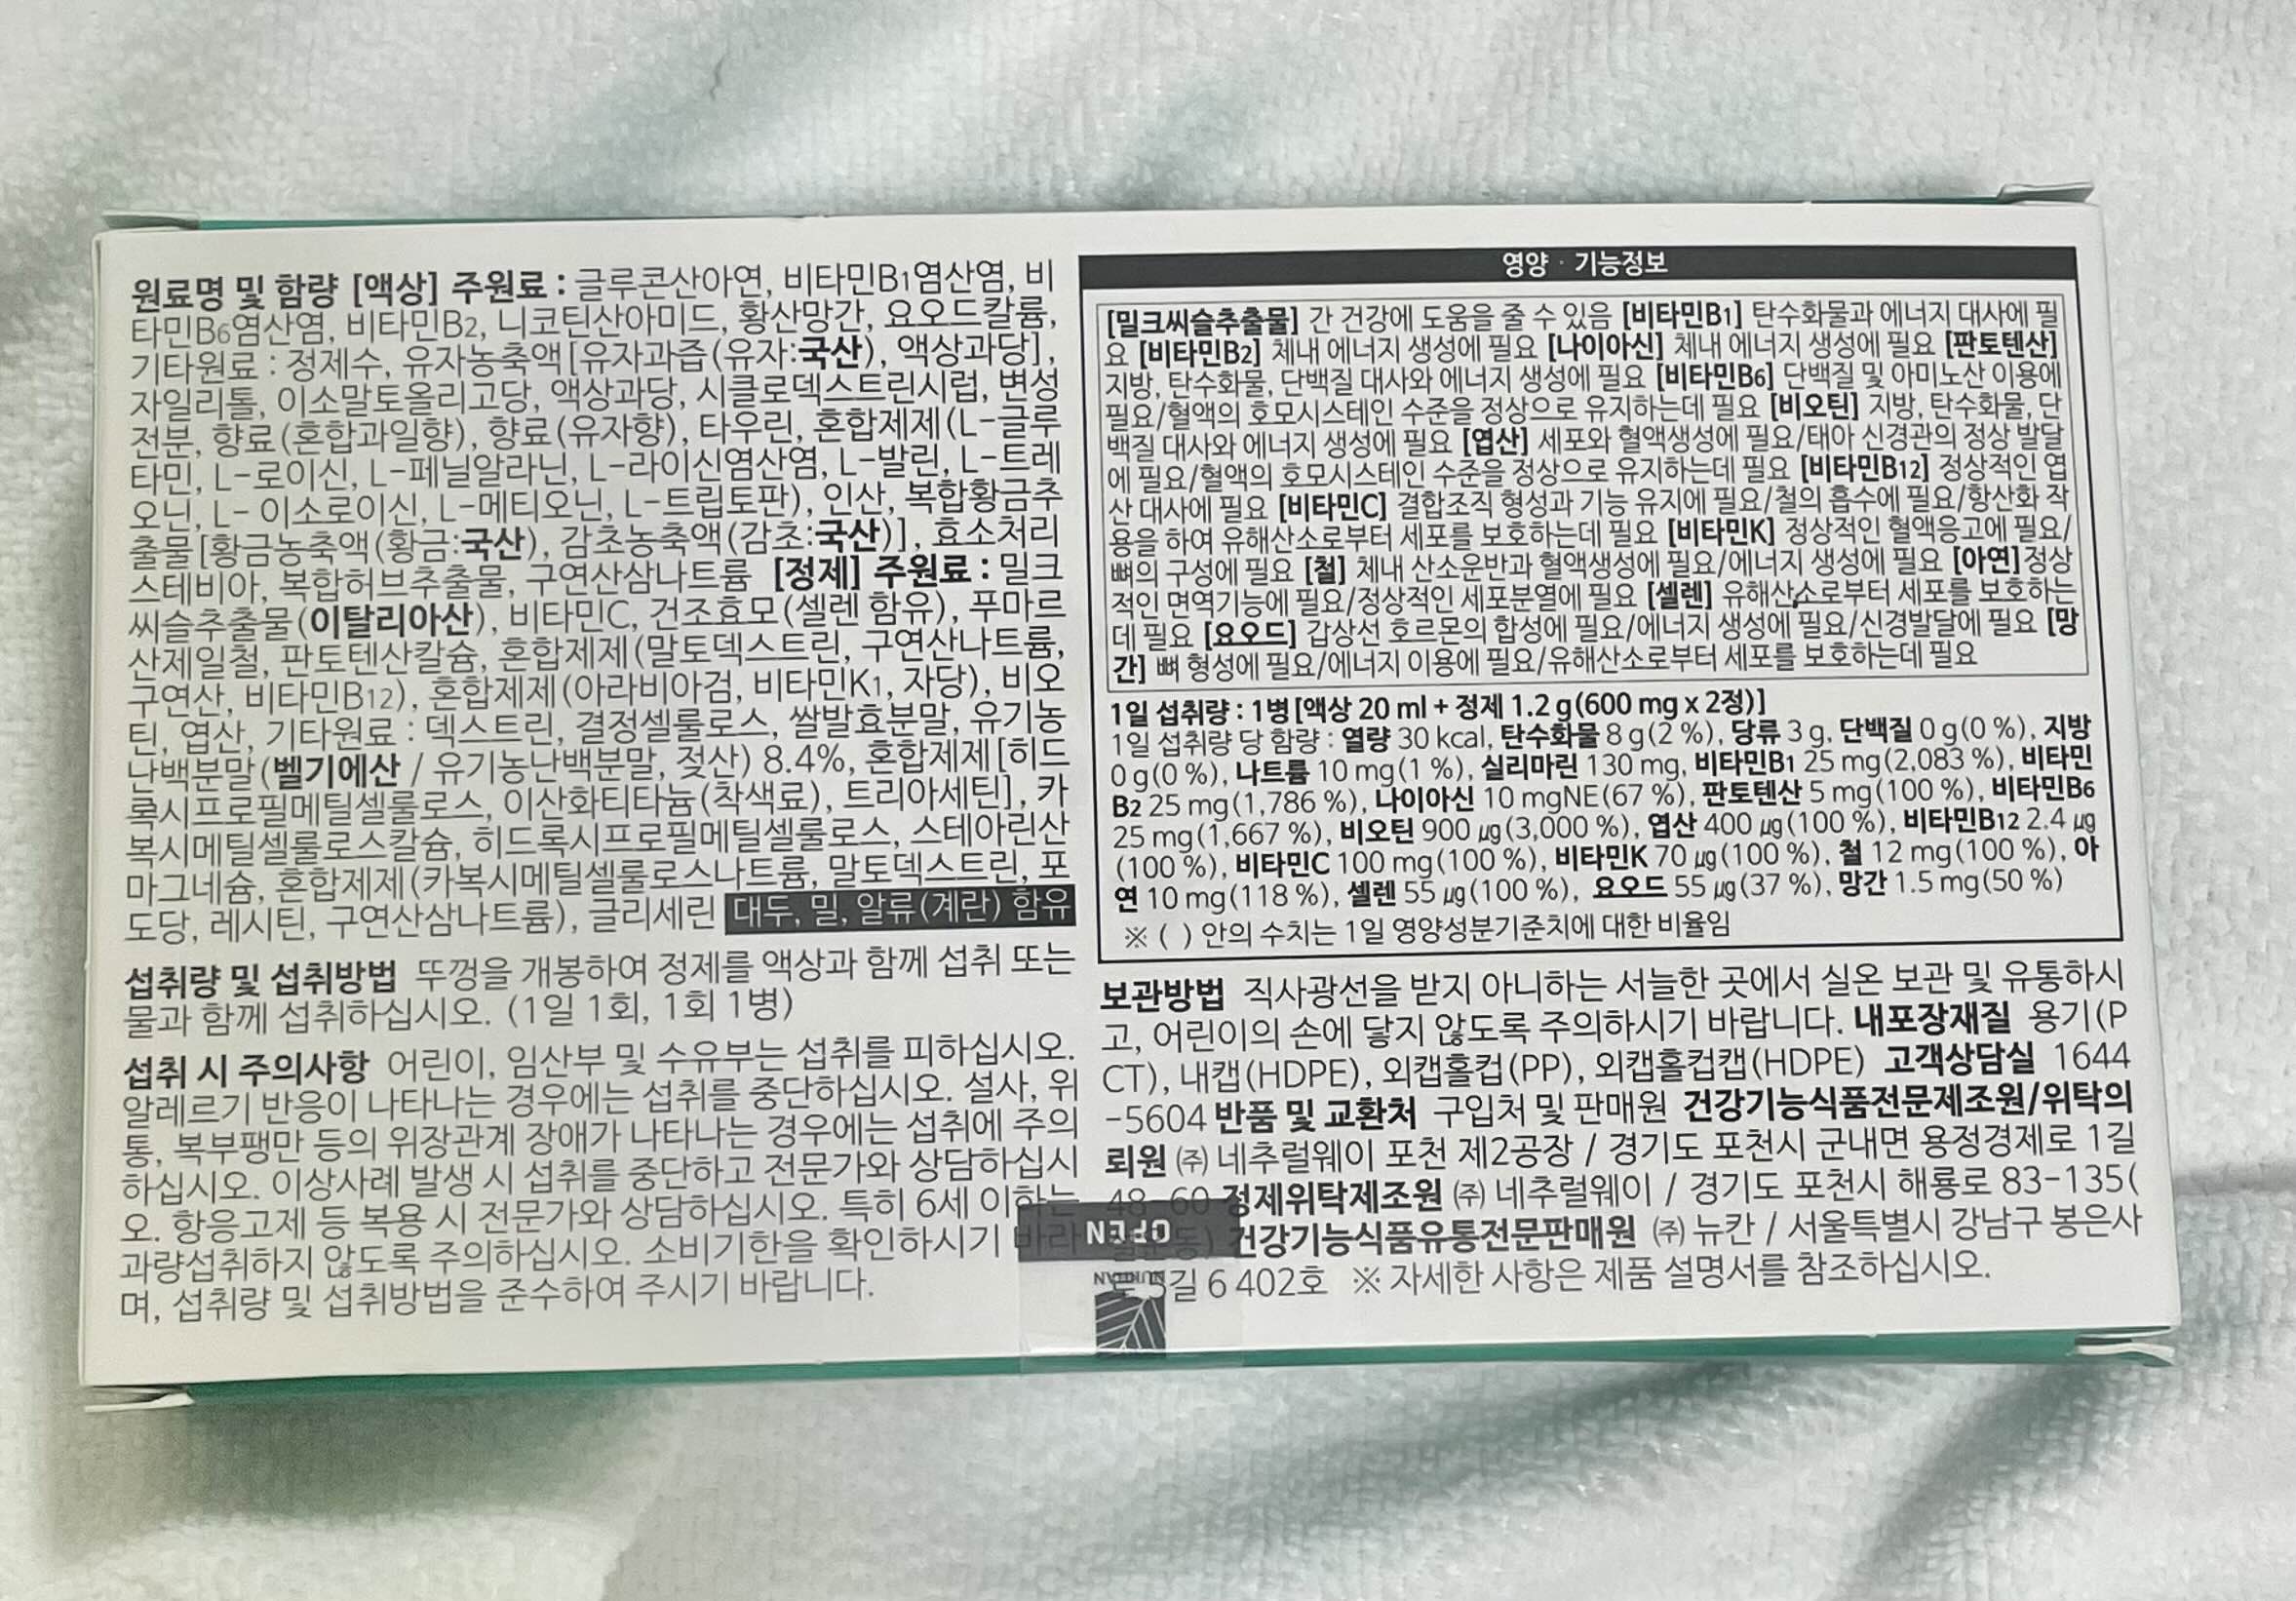 원료명 및 함량 [액상] 주원료 : 글루콘산아연, 비타민B1염산염, 비
타민B6염산염, 비타민B2, 니코틴산아미드, 황산망간, 요오드칼륨,
기타원료 : 정제수, 유자농축액[유자과즙(유자:국산), 액상과당],
자일리톨, 이소말토올리고당, 액상과당, 시클로덱스트린시럽, 변성
전분, 향료(혼합과일향), 향료(유자향), 타우린, 혼합제제(L-글루
타민, L-로이신, L-페닐알라닌, L-라이신염산염, L-발린, L-트레
오닌, L- 이소로이신, L-메티오닌, L-트립토판), 인산, 복합황금추
출물[황금농축액(황금:국산), 감초농축액(감초:국산)], 효소처리
스테비아, 복합허브추출물, 구연산삼나트륨 [정제] 주원료 : 밀크
씨슬추출물(이탈리아산), 비타민C, 건조효모(셀렌 함유), 푸마르
산제일철, 판토텐산칼슘, 혼합제제(말토덱스트린, 구연산나트륨,
구연산, 비타민B12), 혼합제제(아라비아검, 비타민K1, 자당), 비오
틴, 엽산, 기타원료 : 덱스트린, 결정셀룰로스, 쌀발효분말, 유기농
난백분말(벨기에산 / 유기농난백분말, 젖산) 8.4%, 혼합제제[히드
록시프로필메틸셀룰로스, 이산화티타늄(착색료), 트리아세틴], 카
복시메틸셀룰로스칼슘, 히드록시프로필메틸셀룰로스, 스테아린산
마그네슘, 혼합제제(카복시메틸셀룰로스나트륨, 말토덱스트린, 포
도당, 레시틴, 구연산삼나트륨), 글리세린 대두, 밀, 알류(계란) 함유
섭취량 및 섭취방법 뚜껑을 개봉하여 정제를 액상과 함께 섭취 또는
물과 함께 섭취하십시오. (1일 1회, 1회 1병)
섭취 시 주의사항 어린이, 임산부 및 수유부는 섭취를 피하십시오.
알레르기 반응이 나타나는 경우에는 섭취를 중단하십시오. 설사, 위
통, 복부팽만 등의 위장관계 장애가 나타나는 경우에는 섭취에 주의
하십시오. 이상사례 발생 시 섭취를 중단하고 전문가와 상담하십시
오. 항응고제 등 복용 시 전문가와 상담하십시오. 특히 6세 이하는
과량섭취하지 않도록 주의하십시오. 소비기한을 확인하시기 바라
며, 섭취량 및 섭취방법을 준수하여 주시기 바랍니다.
영양 · 기능정보
[밀크씨슬추출물] 간 건강에 도움을 줄 수 있음 [비타민B1] 탄수화물과 에너지 대사에 필
요 [비타민B2] 체내 에너지 생성에 필요 [나이아신] 체내 에너지 생성에 필요 [판토텐산]
지방, 탄수화물, 단백질 대사와 에너지 생성에 필요 [비타민B6] 단백질 및 아미노산 이용에
필요/혈액의 호모시스테인 수준을 정상으로 유지하는데 필요 [비오틴] 지방, 탄수화물, 단
백질 대사와 에너지 생성에 필요 [엽산] 세포와 혈액생성에 필요/태아 신경관의 정상 발달
에 필요/혈액의 호모시스테인 수준을 정상으로 유지하는데 필요 [비타민B12] 정상적인 엽
산 대사에 필요 [비타민C] 결합조직 형성과 기능 유지에 필요/철의 흡수에 필요/항산화 작
용을 하여 유해산소로부터 세포를 보호하는데 필요 [비타민K] 정상적인 혈액응고에 필요/
뼈의 구성에 필요 [철] 체내 산소운반과 혈액생성에 필요/에너지 생성에 필요 [아연] 정상
적인 면역기능에 필요/정상적인 세포분열에 필요 [셀렌] 유해산소로부터 세포를 보호하는
데 필요 [요오드] 갑상선 호르몬의 합성에 필요/에너지 생성에 필요/신경발달에 필요 [망
간] 뼈 형성에 필요/에너지 이용에 필요/유해산소로부터 세포를 보호하는데 필요
1일 섭취량 : 1병 [액상 20 ml + 정제 1.2 g(600 mg x 2정)]
1일 섭취량 당 함량 : 열량 30 kcal, 탄수화물 8 g(2 %), 당류 3 g, 단백질 0 g(0 %), 지방
0 g(0 %), 나트륨 10 mg(1 %), 실리마린 130 mg, 비타민B1 25 mg(2,083 %), 비타민
B2 25 mg(1,786 %), 나이아신 10 mgNE(67 %), 판토텐산 5 mg(100 %), 비타민B6
25 mg(1,667 %), 비오틴 900 μg(3,000 %), 엽산 400 μg(100 %), 비타민B12 2.4 μg
(100 %), 비타민C 100 mg(100 %), 비타민K 70 μg(100 %), 철 12 mg(100 %), 아
연 10 mg(118 %), 셀렌 55 μg(100 %), 요오드 55 μg(37 %), 망간 1.5 mg(50 %)
※ ( ) 안의 수치는 1일 영양성분기준치에 대한 비율임
보관방법 직사광선을 받지 아니하는 서늘한 곳에서 실온 보관 및 유통하시
고, 어린이의 손에 닿지 않도록 주의하시기 바랍니다. 내포장재질 용기(P
CT), 내캡(HDPE), 외캡홀컵(PP), 외캡홀컵캡(HDPE) 고객상담실 1644
-5604 반품 및 교환처 구입처 및 판매원 건강기능식품전문제조원/위탁의
뢰원 ㈜ 네추럴웨이 포천 제2공장 / 경기도 포천시 군내면 용정경제로 1길
48-60 정제위탁제조원 ㈜ 네추럴웨이 / 경기도 포천시 해룡로 83-135(
건강기능식품유통전문판매원 ㈜ 뉴칸 / 서울특별시 강남구 봉은사
로 5길 6 402호 ※ 자세한 사항은 제품 설명서를 참조하십시오.
OPEN